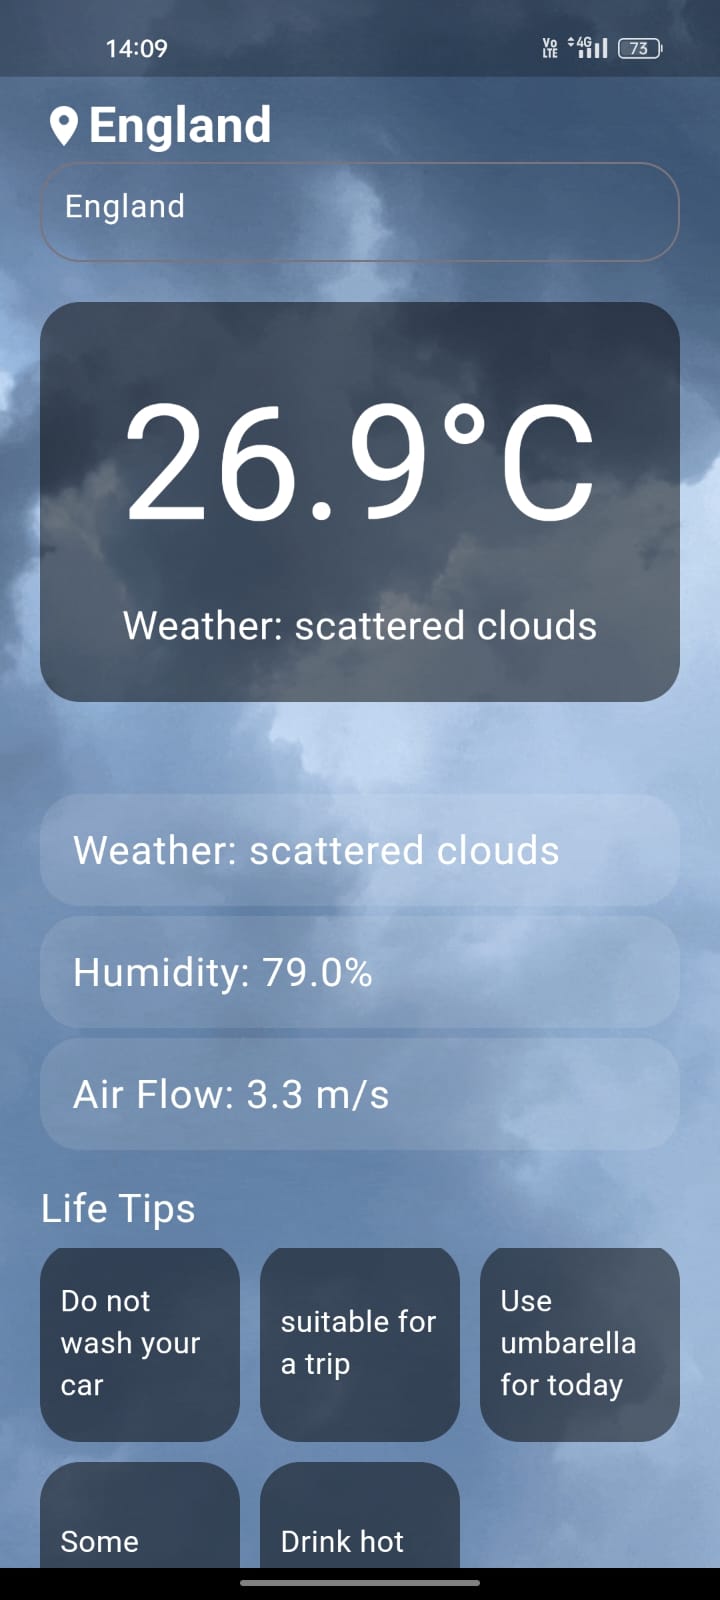 14:09
Vo
LTE
4G
73
England
England
26.9°C
Weather: scattered clouds
Weather: scattered clouds
Humidity: 79.0%
Air Flow: 3.3 m/s
Life Tips
Do not
wash your
car
suitable for
a trip
Use
umbarella
for today
Some
Drink hot